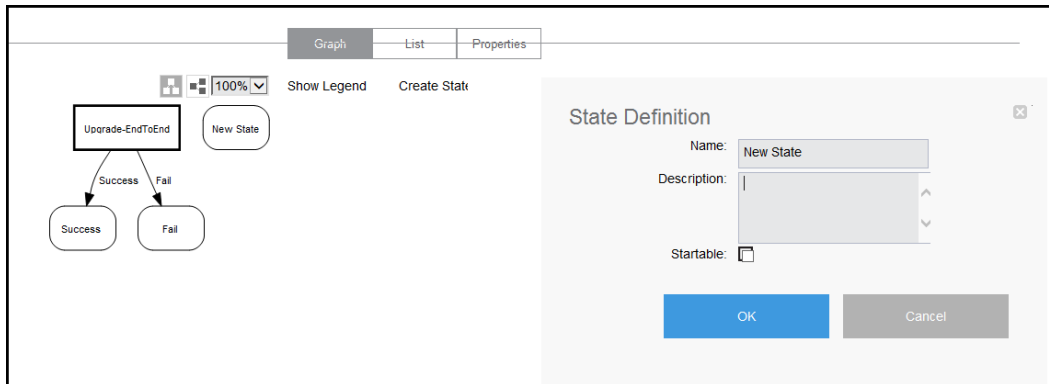 Graph List Properties
100% Show Legend Create State
Upgrade-EndToEnd New State
Success Fail
Success Fail
State Definition
Name: New State
Description:
Startable:
OK Cancel